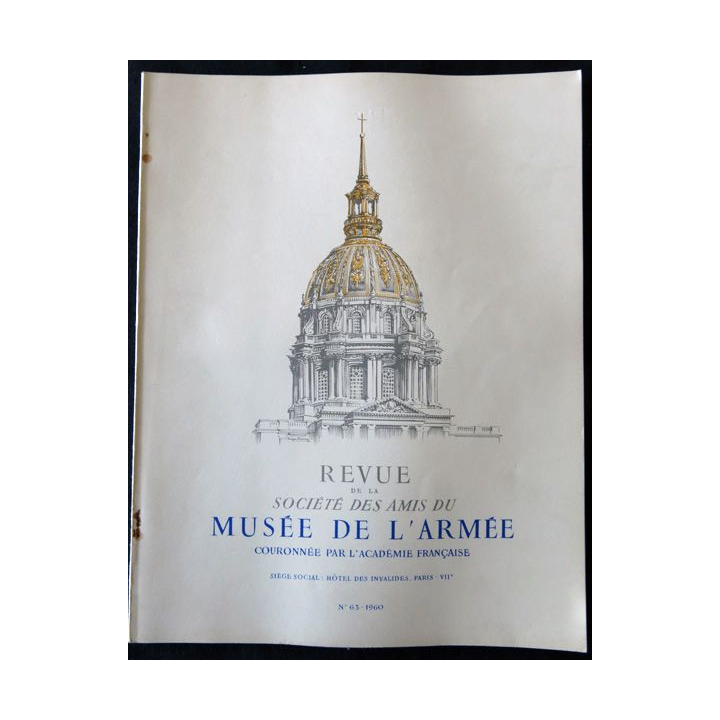 REVUE
DE LA
SOCIÉTÉ DES AMIS DU
MUSÉE DE L'ARMÉE
COURONNÉE PAR L'ACADÉMIE FRANÇAISE
SIÈGE SOCIAL : HÔTEL DES INVALIDES, PARIS - VIIᵉ
N° 63 - 1960